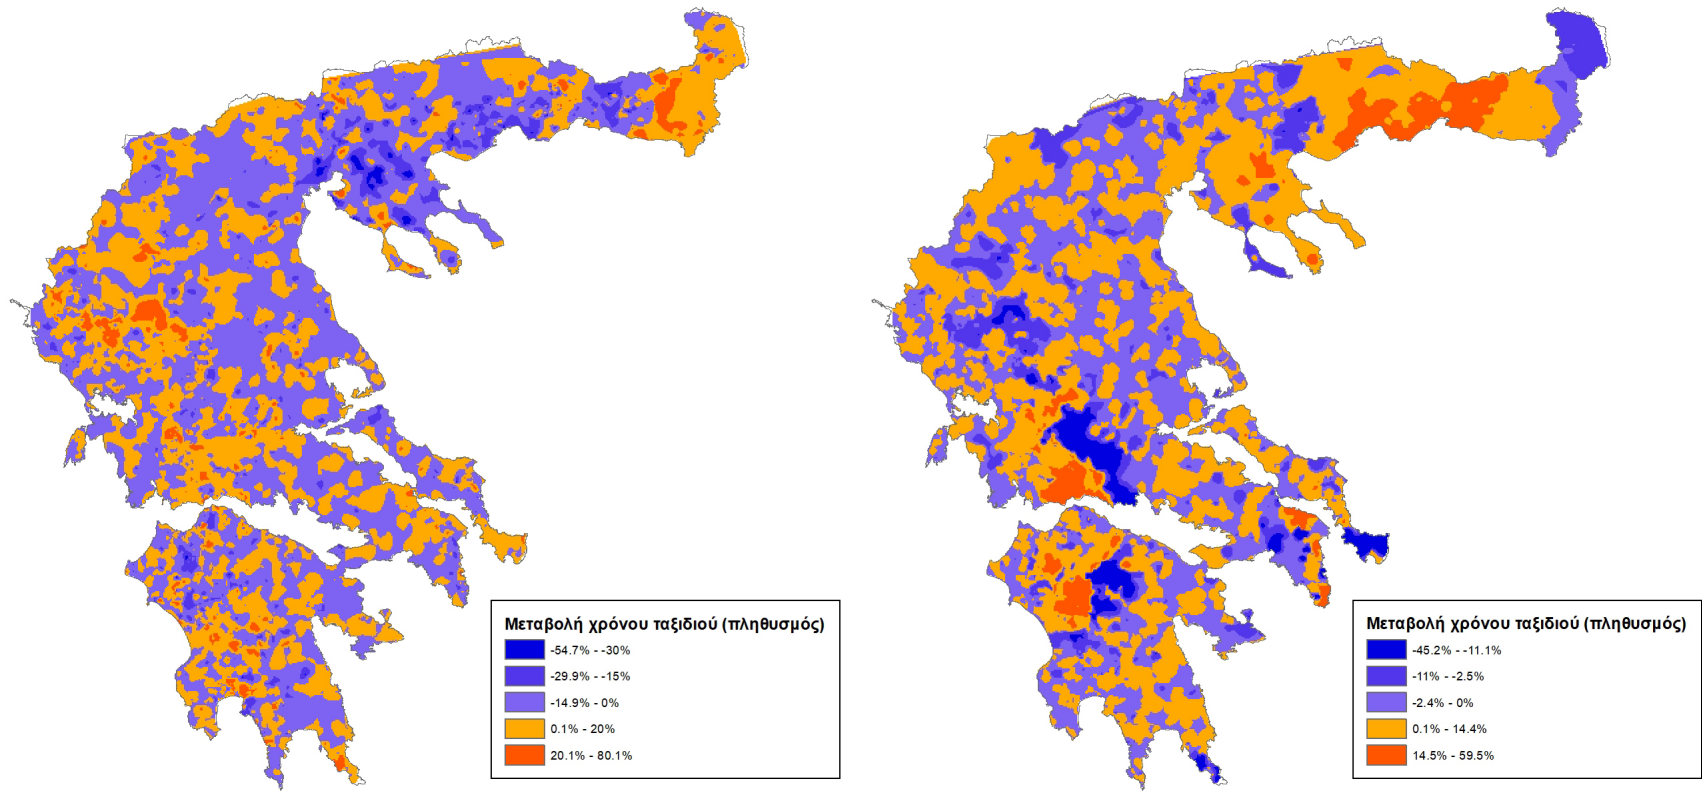 Μεταβολή χρόνου ταξιδιού (πληθυσμός)
-54.7% - -30%
-29.9% - -15%
-14.9% - 0%
0.1% - 20%
20.1% - 80.1%
Μεταβολή χρόνου ταξιδιού (πληθυσμός)
-45.2% - -11.1%
-11% - -2.5%
-2.4% - 0%
0.1% - 14.4%
14.5% - 59.5%